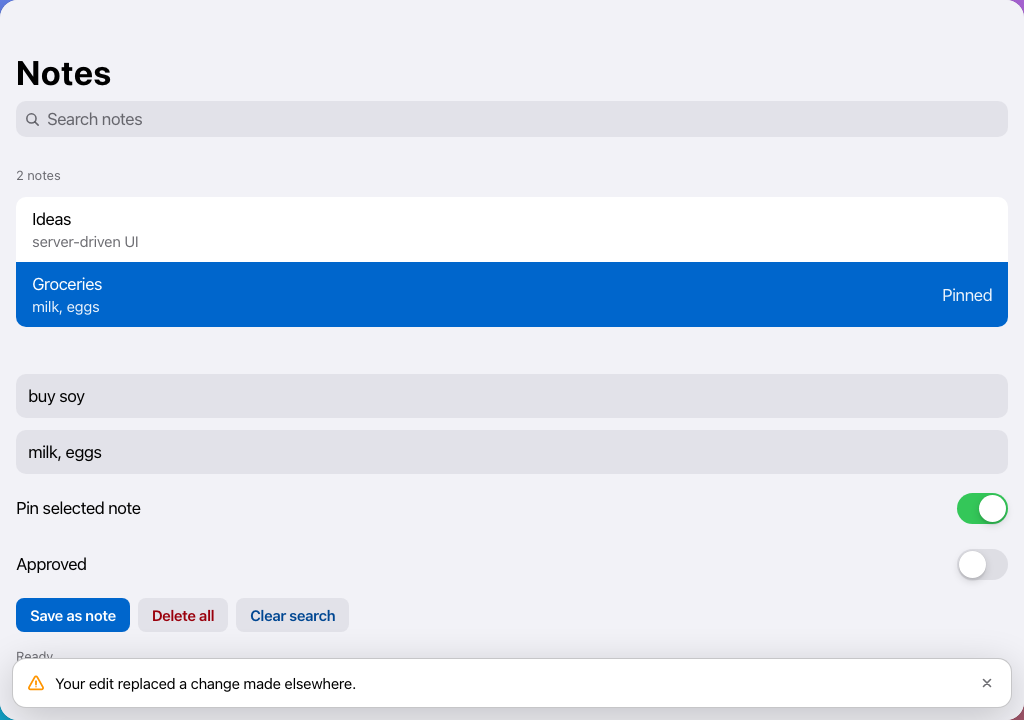 Notes
Search notes
2 notes
Ideas
server-driven UI
Groceries
milk, eggs
Pinned
buy soy
milk, eggs
Pin selected note
Approved
Save as note Delete all Clear search
Ready
Your edit replaced a change made elsewhere.